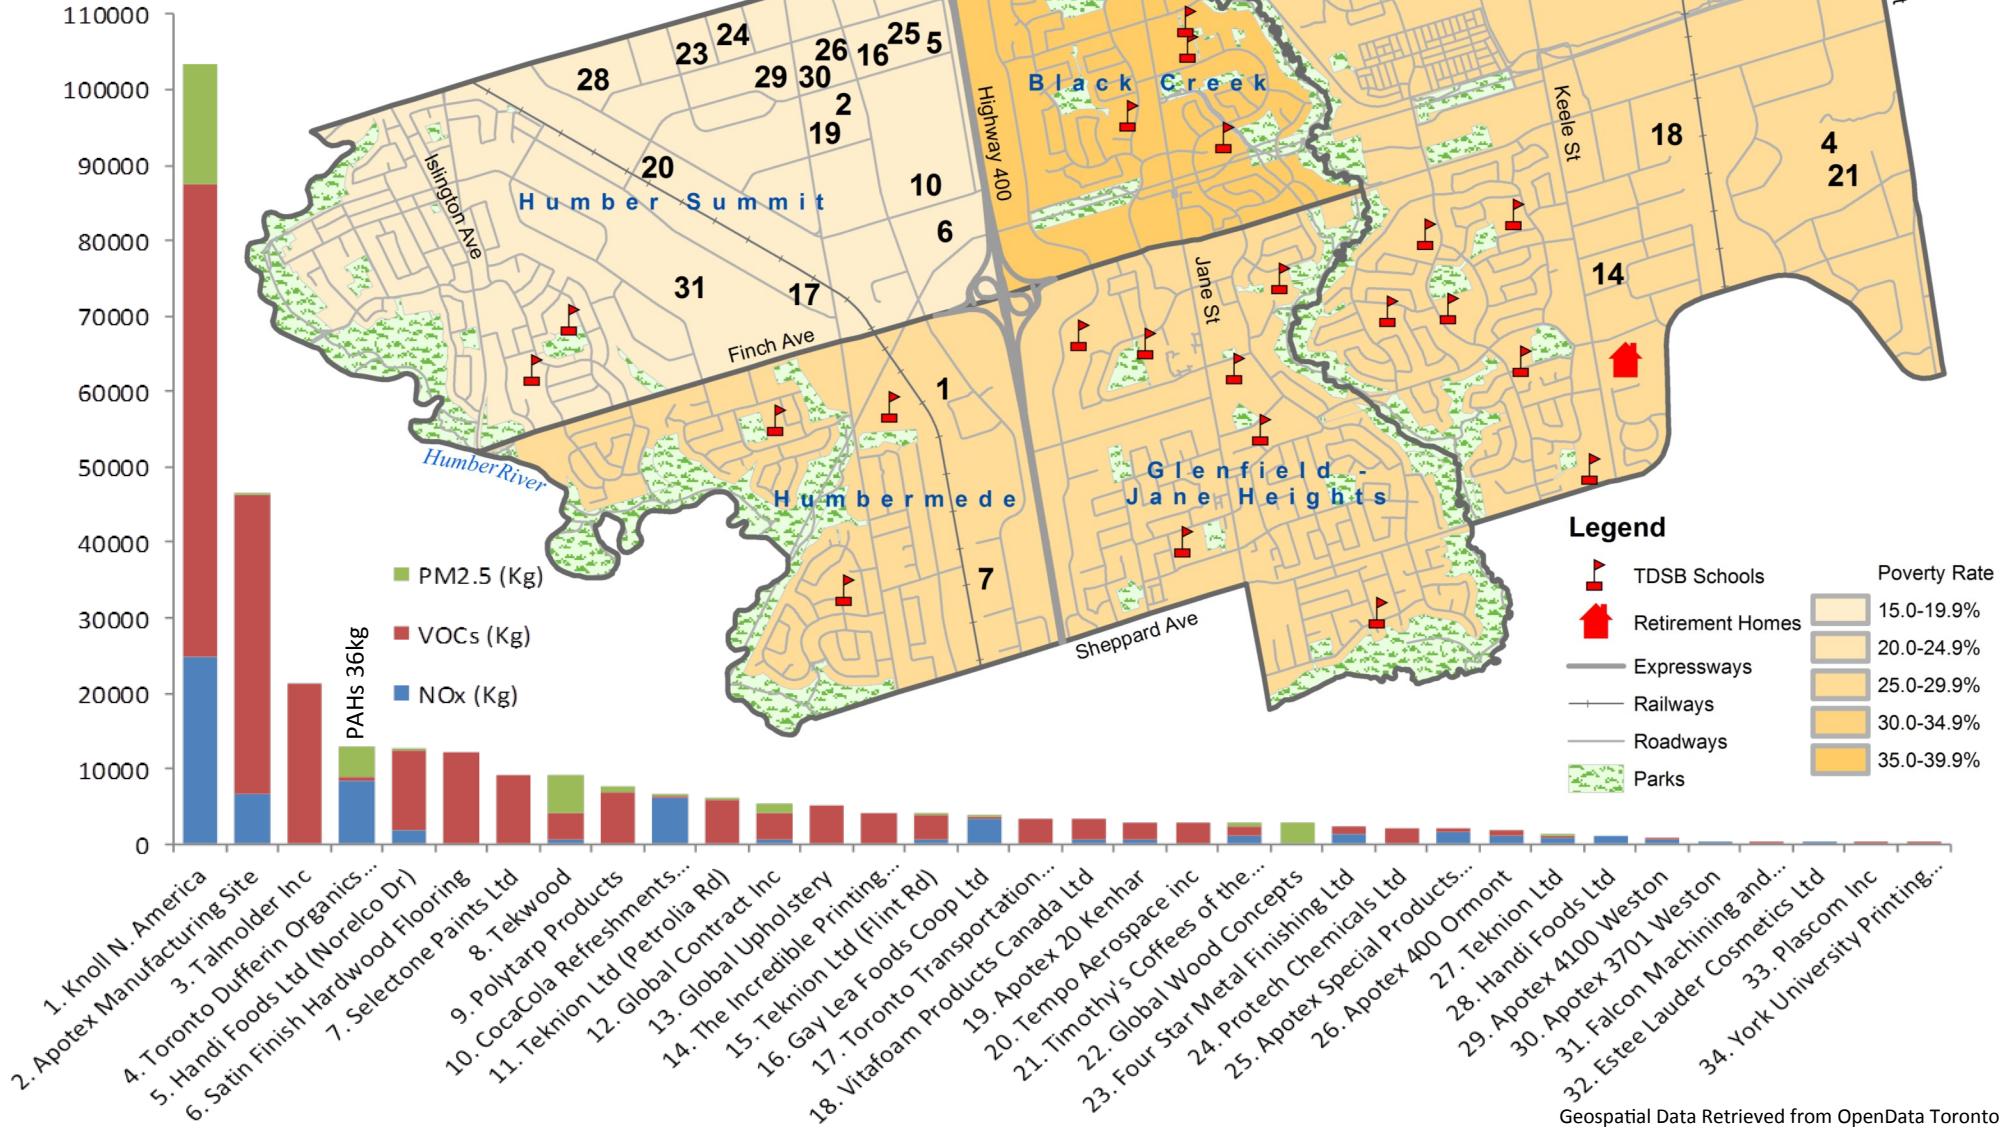 110000
100000
90000
80000
70000
60000
50000
40000
30000
20000
10000
0
24
25
5
23
26
16
28
29
30
2
19
20
10
6
31
17
1
7
18
4
21
14
Black Creek
Humber Summit
Humbermede
Glenfield -
Jane Heights
Islington Ave
Highway 400
Keele St
Jane St
Finch Ave
Sheppard Ave
HumberRiver
PM2.5 (Kg)
VOCs (Kg)
NOx (Kg)
PAHs 36kg
Legend
TDSB Schools
Retirement Homes
Expressways
Railways
Roadways
Parks
Poverty Rate
15.0-19.9%
20.0-24.9%
25.0-29.9%
30.0-34.9%
35.0-39.9%
1. Knoll N. America
2. Apotex Manufacturing Site
3. Talmolder Inc
4. Toronto Dufferin Organics...
5. Handi Foods Ltd (Norelco Dr)
6. Satin Finish Hardwood Flooring
7. Selectone Paints Ltd
8. Tekwood
9. Polytarp Products
10. CocaCola Refreshments...
11. Teknion Ltd (Petrolia Rd)
12. Global Contract Inc
13. Global Upholstery
14. The Incredible Printing...
15. Teknion Ltd (Flint Rd)
16. Gay Lea Foods Coop Ltd
17. Toronto Transportation...
18. Vitafoam Products Canada Ltd
19. Apotex 20 Kenhar
20. Tempo Aerospace inc
21. Timothy's Coffees of the...
22. Global Wood Concepts
23. Four Star Metal Finishing Ltd
24. Protech Chemicals Ltd
25. Apotex Special Products...
26. Apotex 400 Ormont
27. Teknion Ltd
28. Handi Foods Ltd
29. Apotex 4100 Weston
30. Apotex 3701 Weston
31. Falcon Machining and...
32. Estee Lauder Cosmetics Ltd
33. Plascom Inc
34. York University Printing...
Geospatial Data Retrieved from OpenData Toronto